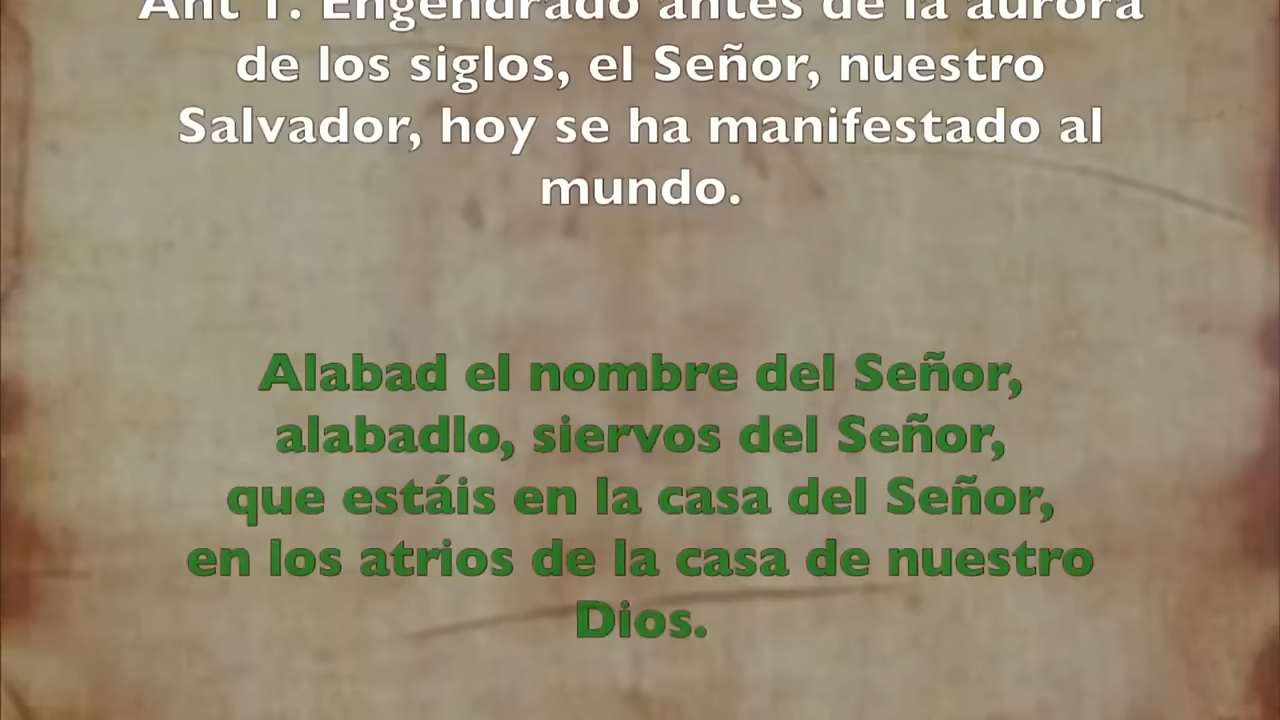 Ant 1. Engendrado antes de la aurora
de los siglos, el Señor, nuestro
Salvador, hoy se ha manifestado al
mundo.
Alabad el nombre del Señor,
alabadlo, siervos del Señor,
que estáis en la casa del Señor,
en los atrios de la casa de nuestro
Dios.